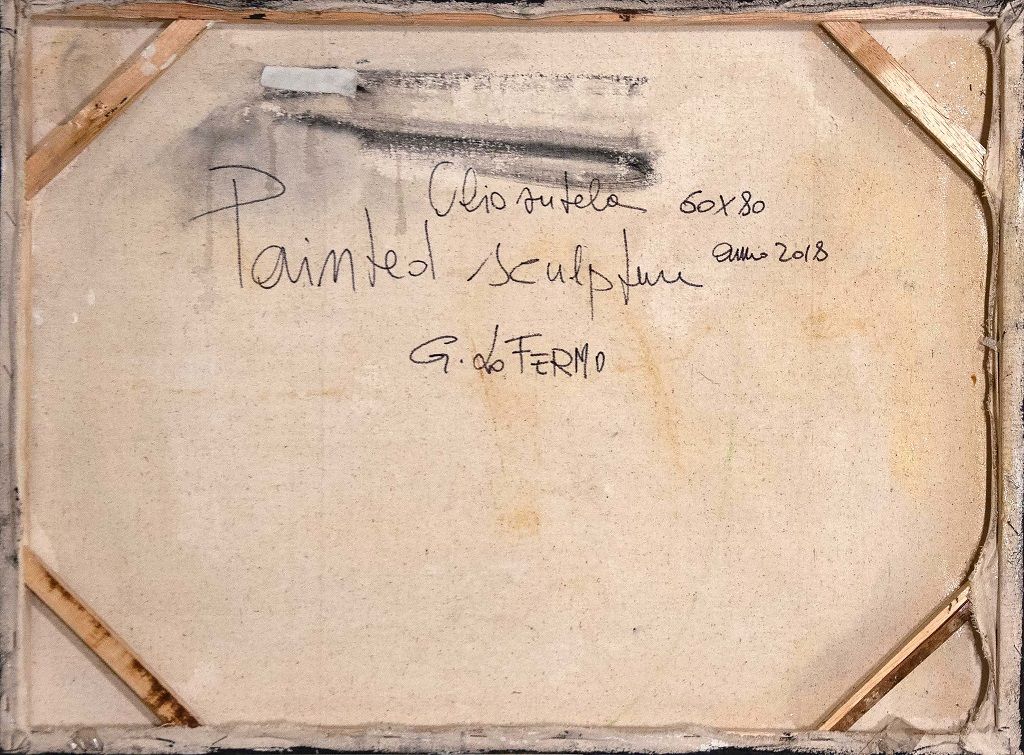 Olio su tela 60x80
Painted sculpture anno 2018
G. Lo FERMO